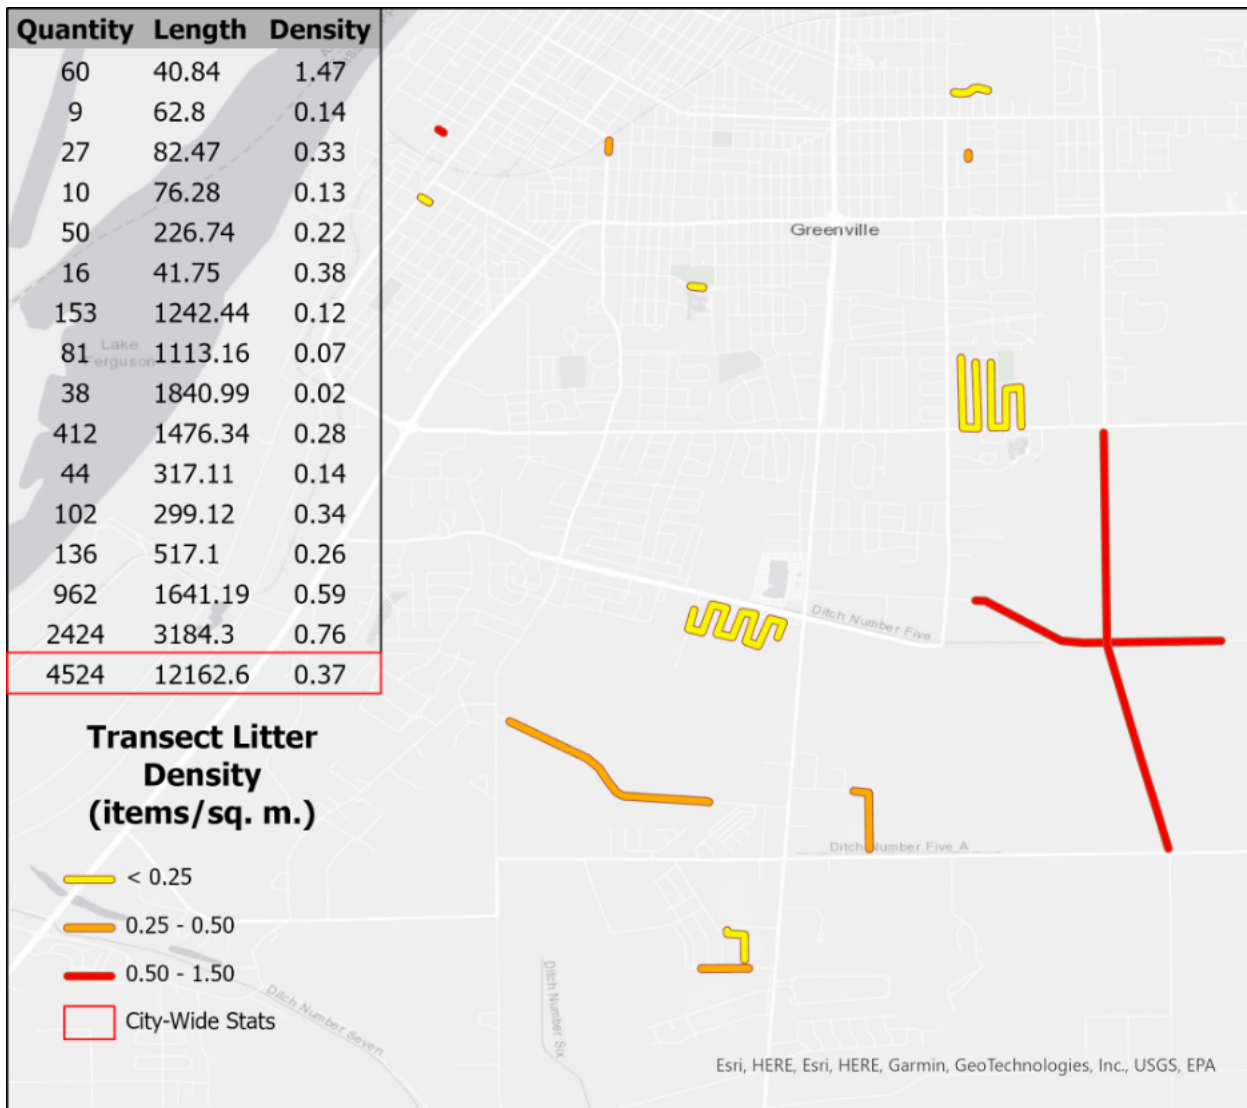 Quantity Length Density
60 40.84 1.47
9 62.8 0.14
27 82.47 0.33
10 76.28 0.13
50 226.74 0.22
16 41.75 0.38
153 1242.44 0.12
81 1113.16 0.07
38 1840.99 0.02
412 1476.34 0.28
44 317.11 0.14
102 299.12 0.34
136 517.1 0.26
962 1641.19 0.59
2424 3184.3 0.76
4524 12162.6 0.37
Lake
Ferguson
Greenville
Ditch Number Five
Ditch Number Five A
Transect Litter
Density
(items/sq. m.)
< 0.25
0.25 - 0.50
0.50 - 1.50
City-Wide Stats
Ditch Number Seven
Ditch Number Six
Esri, HERE, Esri, HERE, Garmin, GeoTechnologies, Inc., USGS, EPA